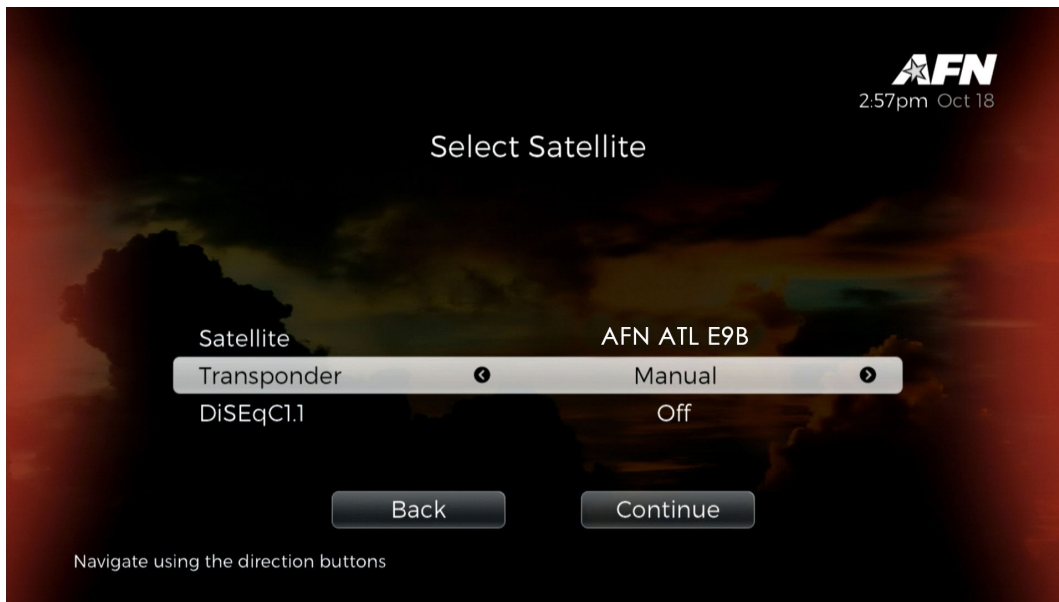 AFN
2:57pm Oct 18
Select Satellite
Satellite AFN ATL E9B
Transponder Manual
DiSEqC1.1 Off
Back Continue
Navigate using the direction buttons